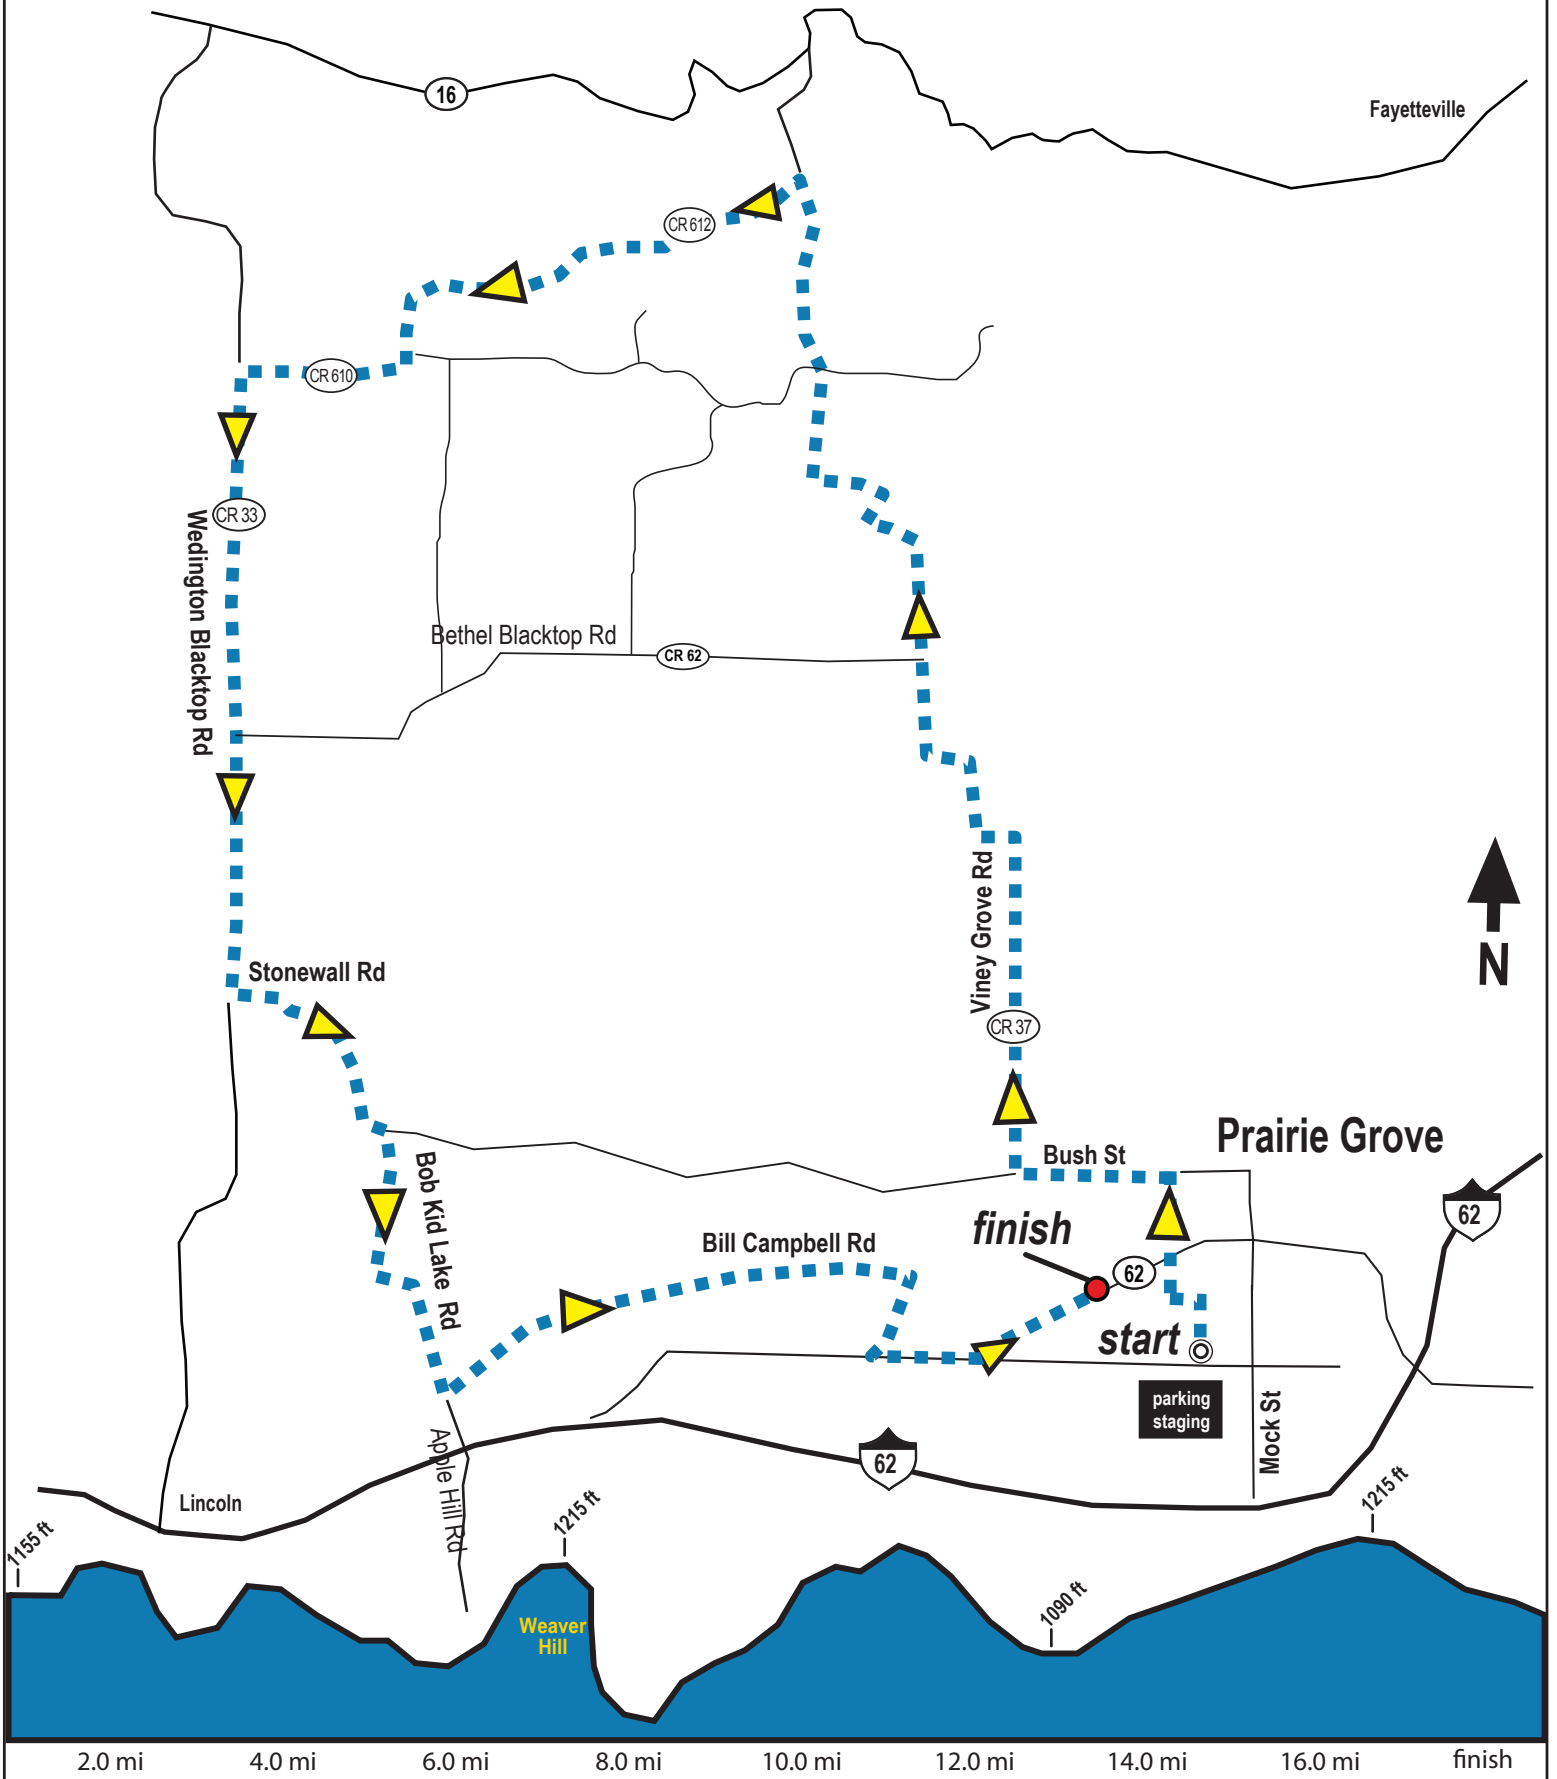 16
Fayetteville
CR 612
CR 610
CR 33
Wedington Blacktop Rd
Bethel Blacktop Rd
CR 62
Viney Grove Rd
N
Stonewall Rd
CR 37
Prairie Grove
Bush St
Bob Kid Lake Rd
62
finish
Bill Campbell Rd
62
start
parking
staging
Mock St
Apple Hill Rd
62
Lincoln
1155 ft
1215 ft
1215 ft
1090 ft
Weaver
Hill
2.0 mi
4.0 mi
6.0 mi
8.0 mi
10.0 mi
12.0 mi
14.0 mi
16.0 mi
finish